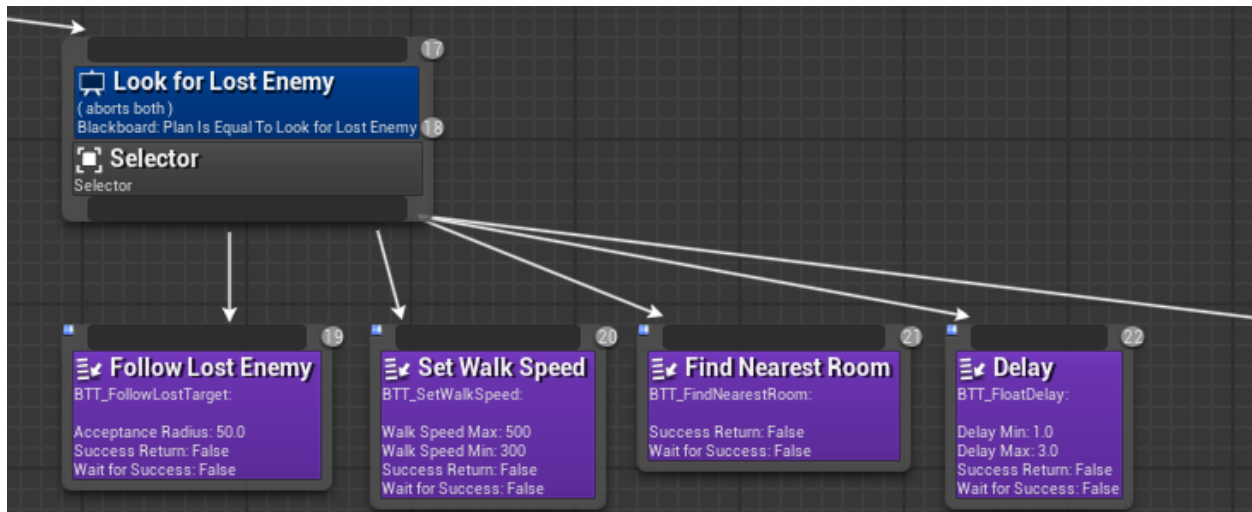 17
Look for Lost Enemy
( aborts both )
Blackboard: Plan Is Equal To Look for Lost Enemy
18
Selector
Selector
19
Follow Lost Enemy
BTT_FollowLostTarget:
Acceptance Radius: 50.0
Success Return: False
Wait for Success: False
20
Set Walk Speed
BTT_SetWalkSpeed:
Walk Speed Max: 500
Walk Speed Min: 300
Success Return: False
Wait for Success: False
21
Find Nearest Room
BTT_FindNearestRoom:
Success Return: False
Wait for Success: False
22
Delay
BTT_FloatDelay:
Delay Min: 1.0
Delay Max: 3.0
Success Return: False
Wait for Success: False